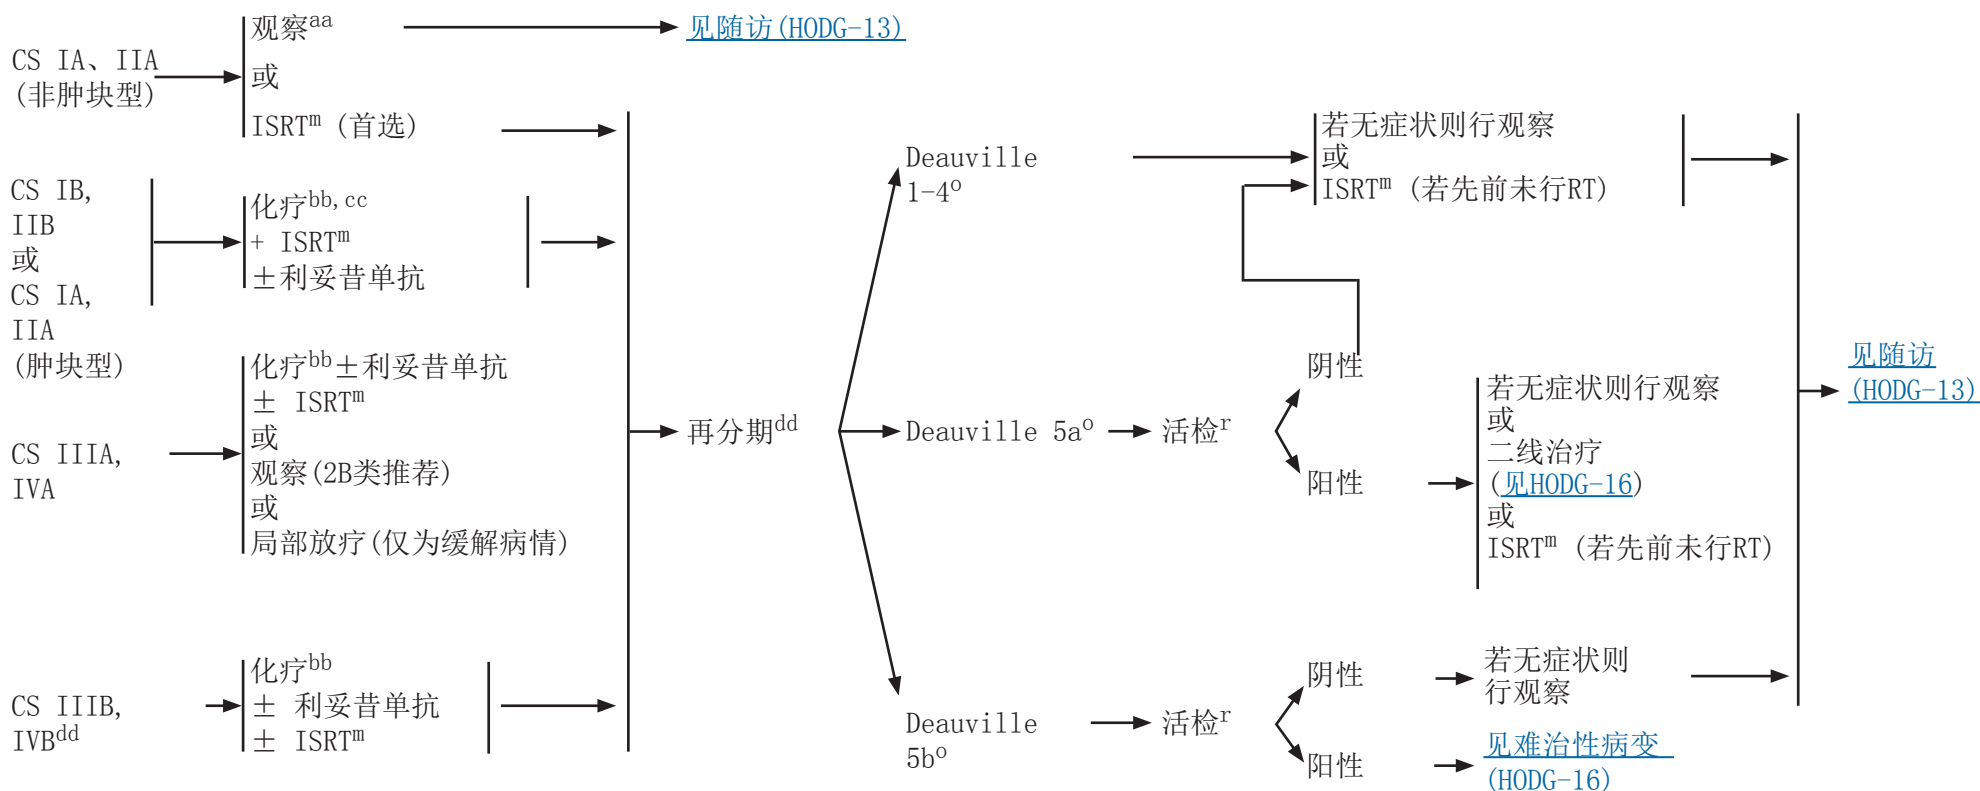 CS IA、IIA
(非肿块型)
观察aa
或
ISRTm (首选)
见随访(HODG-13)
CS IB,
IIB
或
CS IA,
IIA
(肿块型)
化疗bb,cc
+ ISRTm
±利妥昔单抗
CS IIIA,
IVA
化疗bb±利妥昔单抗
± ISRTm
或
观察(2B类推荐)
或
局部放疗(仅为缓解病情)
CS IIIB,
IVBdd
化疗bb
± 利妥昔单抗
± ISRTm
再分期dd
Deauville
1-4o
若无症状则行观察
或
ISRTm (若先前未行RT)
Deauville 5ao
活检r
阴性
阳性
若无症状则行观察
或
二线治疗
(见HODG-16)
或
ISRTm (若先前未行RT)
Deauville
5bo
活检r
阴性
若无症状则
行观察
阳性
见难治性病变
(HODG-16)
见随访
(HODG-13)